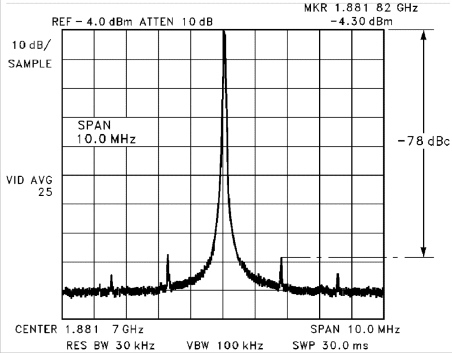 MKR 1.881 82 GHz
REF – 4.0 dBm ATTEN 10 dB
–4.30 dBm
10 dB/
SAMPLE
SPAN
10.0 MHz
–78 dBc
VID AVG
25
CENTER 1.881 7 GHz
SPAN 10.0 MHz
RES BW 30 kHz
VBW 100 kHz
SWP 30.0 ms